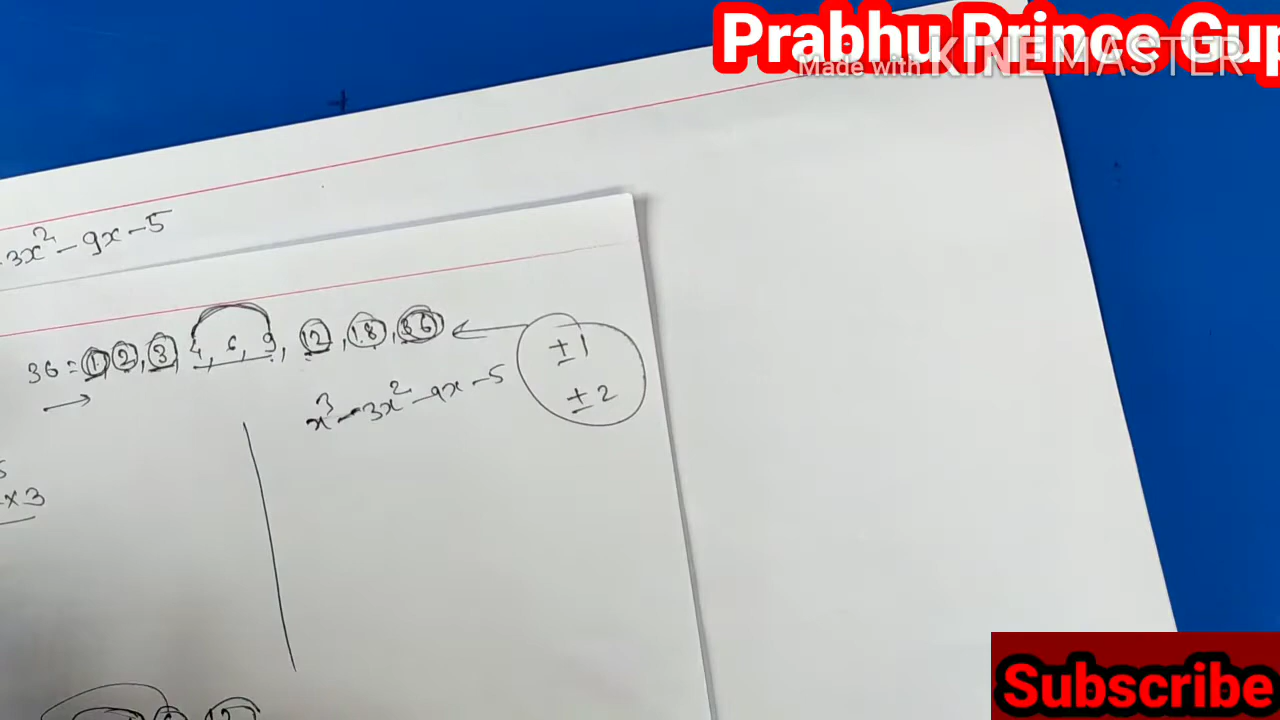 Prabhu Prince Gup
Made with KINEMASTER
3x² - 9x - 5
36 = 1, 2, 3, 4, 6, 9, 12, 18, 36
± 1
± 2
x³ - 3x² - 9x - 5
× 3
12
Subscribe